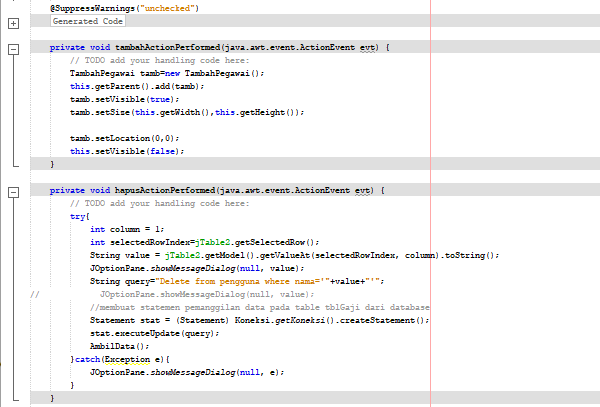 @SuppressWarnings("unchecked")
Generated Code
private void tambahActionPerformed(java.awt.event.ActionEvent evt) {
// TODO add your handling code here:
TambahPegawai tamb=new TambahPegawai();
this.getParent().add(tamb);
tamb.setVisible(true);
tamb.setSize(this.getWidth(),this.getHeight());
tamb.setLocation(0,0);
this.setVisible(false);
}
private void hapusActionPerformed(java.awt.event.ActionEvent evt) {
// TODO add your handling code here:
try{
int column = 1;
int selectedRowIndex=jTable2.getSelectedRow();
String value = jTable2.getModel().getValueAt(selectedRowIndex, column).toString();
JOptionPane.showMessageDialog(null, value);
String query="Delete from pengguna where nama='"+value+"'";
// JOptionPane.showMessageDialog(null, value);
//membuat statemen pemanggilan data pada table tblGaji dari database
Statement stat = (Statement) Koneksi.getKoneksi().createStatement();
stat.executeUpdate(query);
AmbilData();
}catch(Exception e){
JOptionPane.showMessageDialog(null, e);
}
}